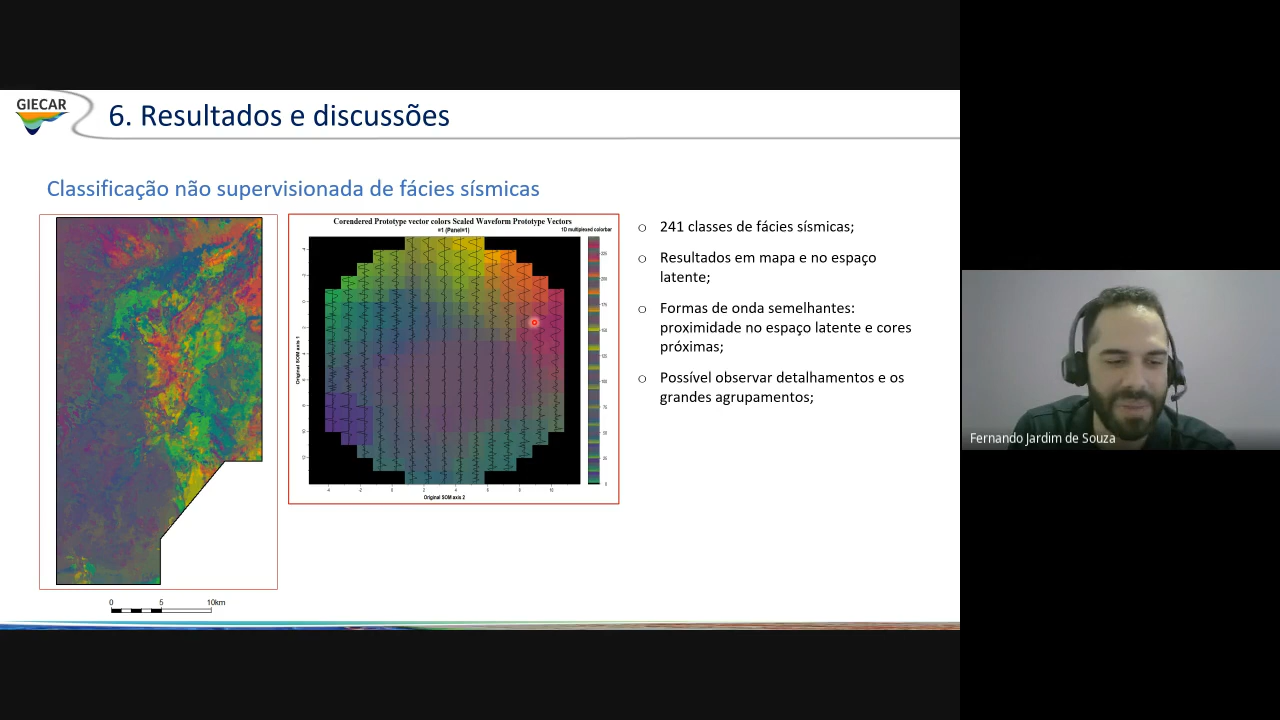 GIECAR
6. Resultados e discussões
Classificação não supervisionada de fácies sísmicas
Corendered Prototype vector colors Scaled Waveform Prototype Vectors
=1 (Panel=1)
1D multiplexed colorbar
Original SOM axis 1
Original SOM axis 2
0 5 10km
○ 241 classes de fácies sísmicas;
○ Resultados em mapa e no espaço
latente;
○ Formas de onda semelhantes:
proximidade no espaço latente e cores
próximas;
○ Possível observar detalhamentos e os
grandes agrupamentos;
Fernando Jardim de Souza